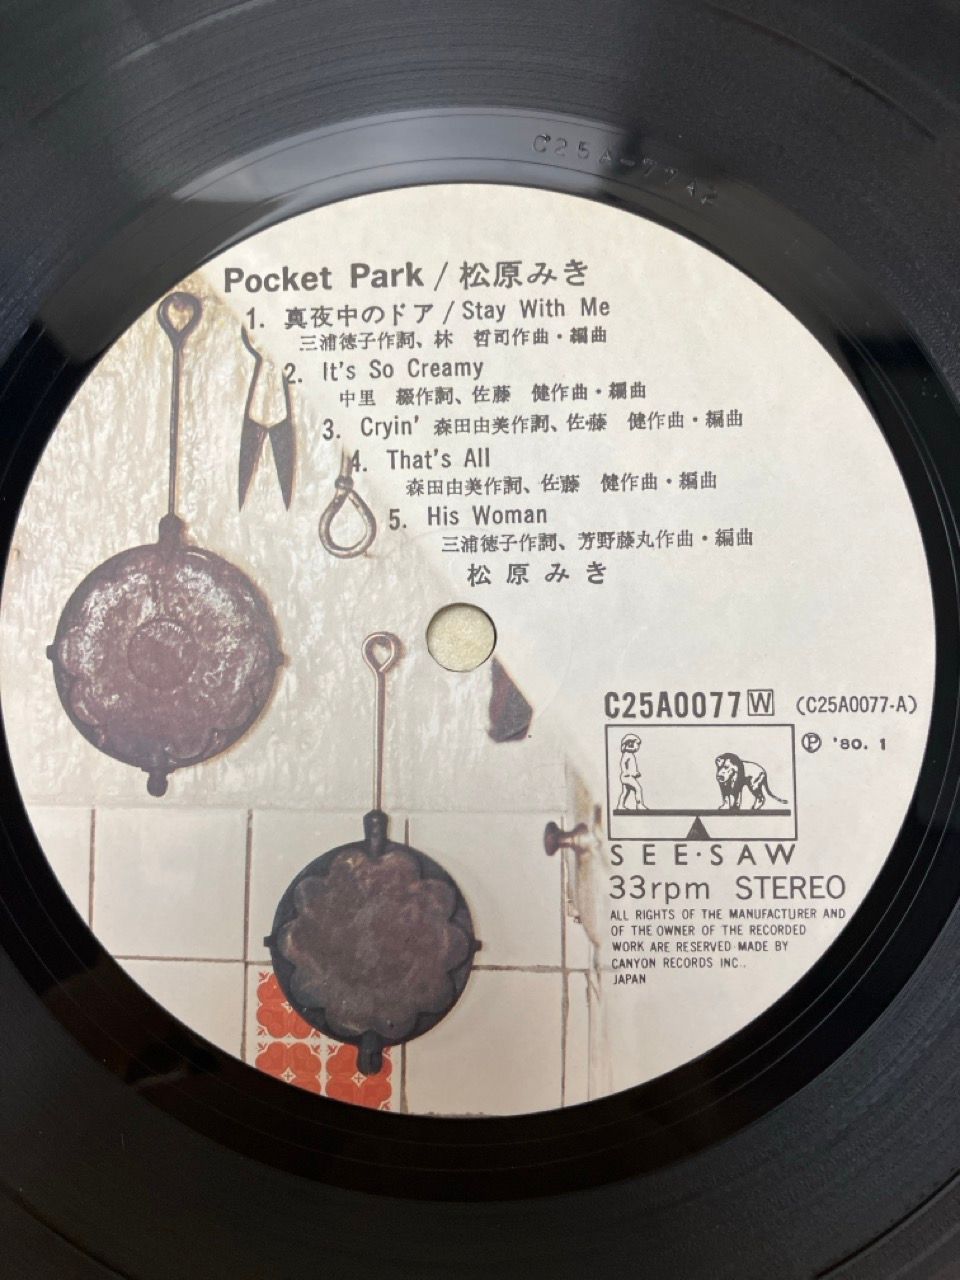 C25A-77A2
Pocket Park / 松原みき
1. 真夜中のドア / Stay With Me
三浦徳子作詞、林 哲司作曲・編曲
2. It's So Creamy
中里 綴作詞、佐藤 健作曲・編曲
3. Cryin' 森田由美作詞、佐藤 健作曲・編曲
4. That's All
森田由美作詞、佐藤 健作曲・編曲
5. His Woman
三浦徳子作詞、芳野藤丸作曲・編曲
松原みき
C25A0077 W (C25A0077-A)
Ⓟ '80. 1
SEE・SAW
33rpm STEREO
ALL RIGHTS OF THE MANUFACTURER AND
OF THE OWNER OF THE RECORDED
WORK ARE RESERVED MADE BY
CANYON RECORDS INC..
JAPAN